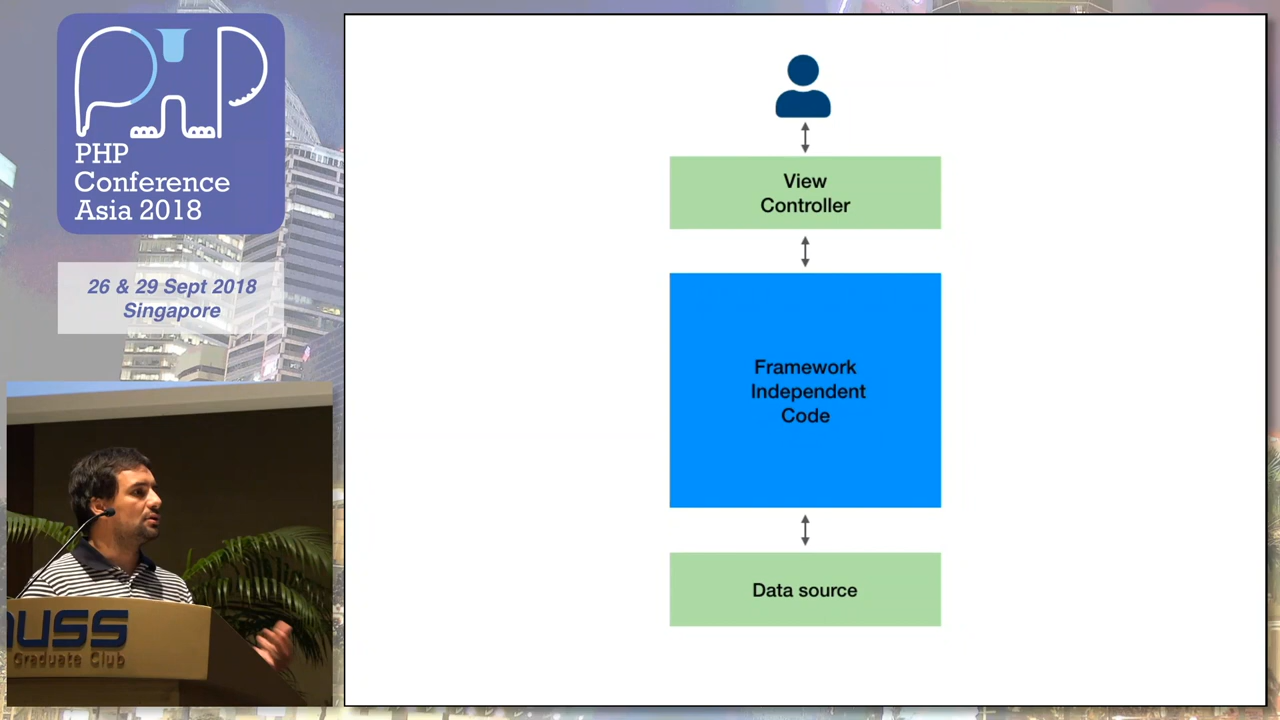 PHP
PHP
Conference
Asia 2018
26 & 29 Sept 2018
Singapore
View
Controller
Framework
Independent
Code
Data source
nuss
Graduate Club